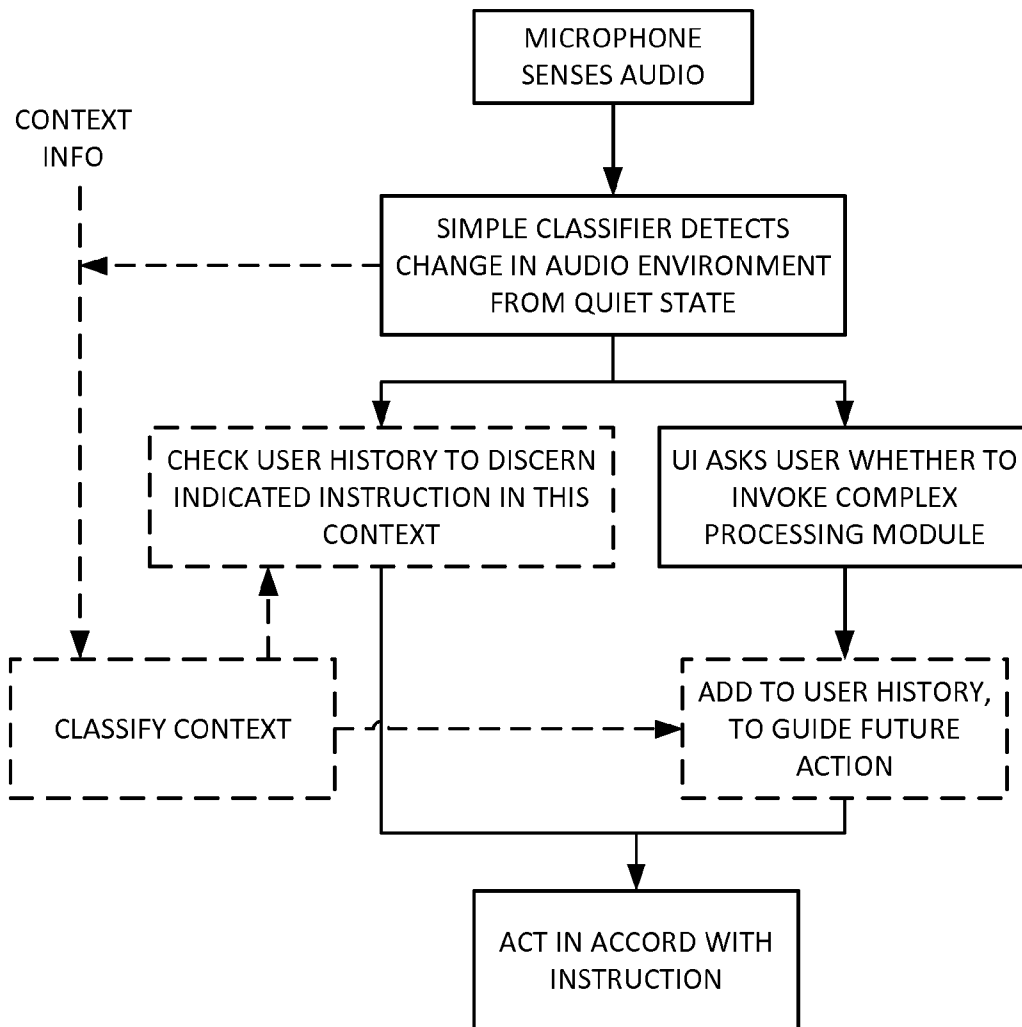 MICROPHONE
SENSES AUDIO
CONTEXT
INFO
SIMPLE CLASSIFIER DETECTS
CHANGE IN AUDIO ENVIRONMENT
FROM QUIET STATE
CHECK USER HISTORY TO DISCERN
INDICATED INSTRUCTION IN THIS
CONTEXT
UI ASKS USER WHETHER TO
INVOKE COMPLEX
PROCESSING MODULE
CLASSIFY CONTEXT
ADD TO USER HISTORY,
TO GUIDE FUTURE
ACTION
ACT IN ACCORD WITH
INSTRUCTION